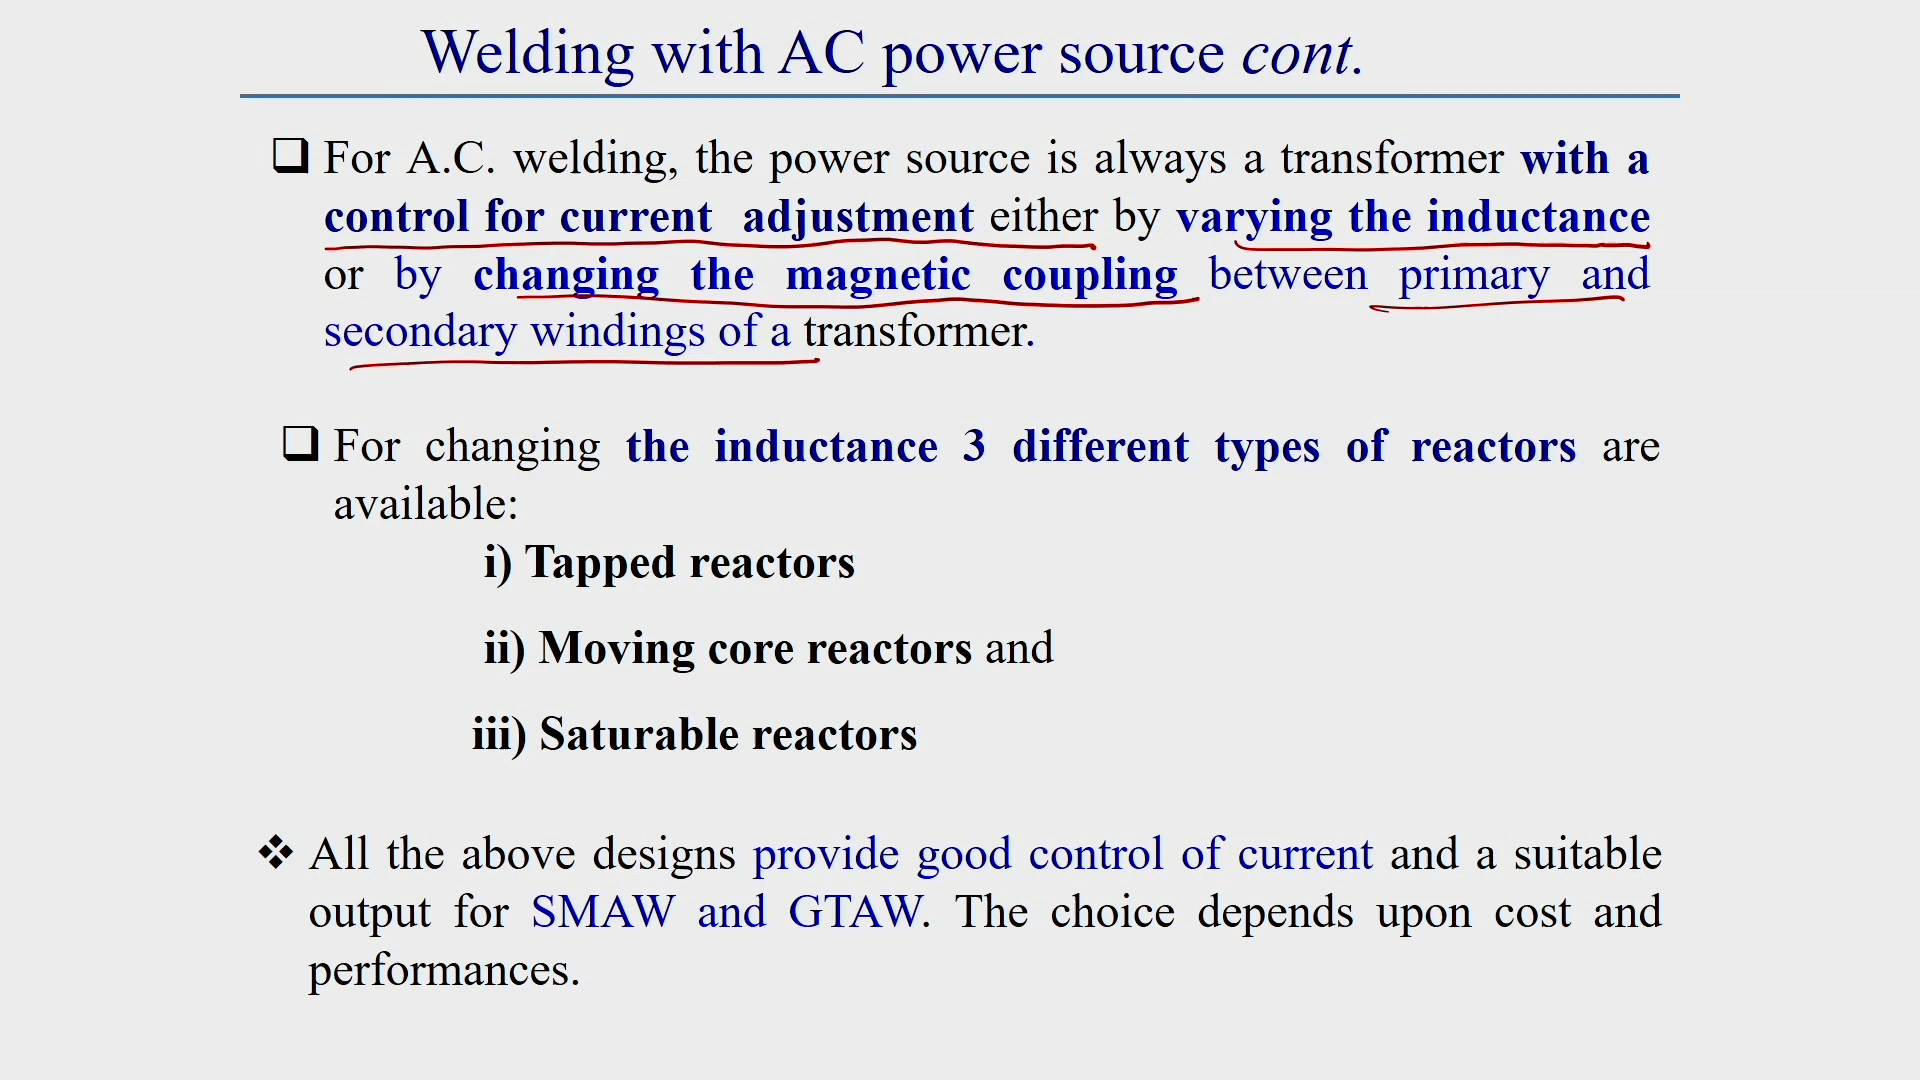 Welding with AC power source cont.
For A.C. welding, the power source is always a transformer with a
control for current adjustment either by varying the inductance
or by changing the magnetic coupling between primary and
secondary windings of a transformer.
For changing the inductance 3 different types of reactors are
available:
i) Tapped reactors
ii) Moving core reactors and
iii) Saturable reactors
All the above designs provide good control of current and a suitable
output for SMAW and GTAW. The choice depends upon cost and
performances.